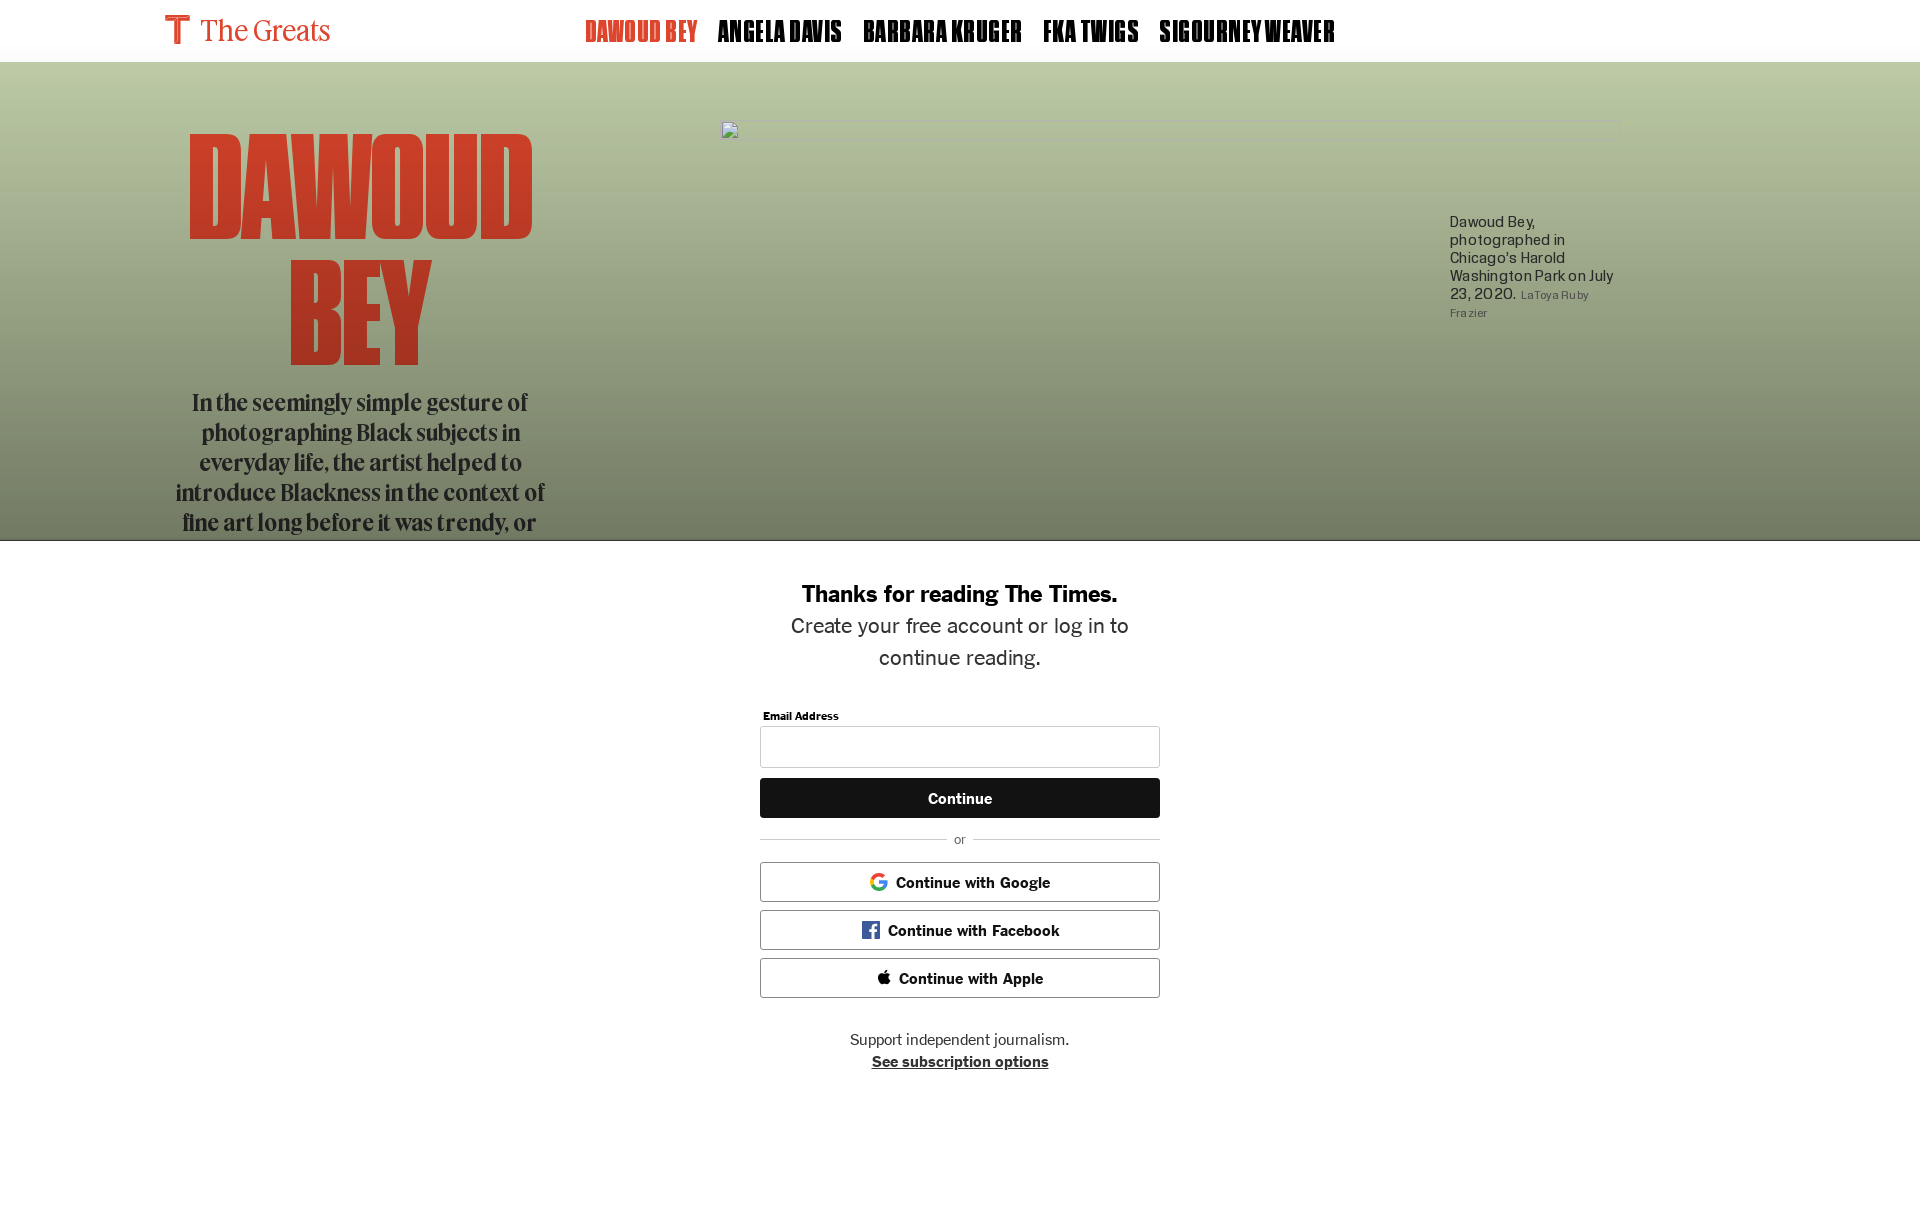 The Greats
DAWOUD BEY
ANGELA DAVIS
BARBARA KRUGER
FKA TWIGS
SIGOURNEY WEAVER
DAWOUD
BEY
In the seemingly simple gesture of
photographing Black subjects in
everyday life, the artist helped to
introduce Blackness in the context of
fine art long before it was trendy, or
Dawoud Bey,
photographed in
Chicago's Harold
Washington Park on July
23, 2020. LaToya Ruby
Frazier
Thanks for reading The Times.
Create your free account or log in to
continue reading.
Email Address
Continue
or
Continue with Google
Continue with Facebook
Continue with Apple
Support independent journalism.
See subscription options